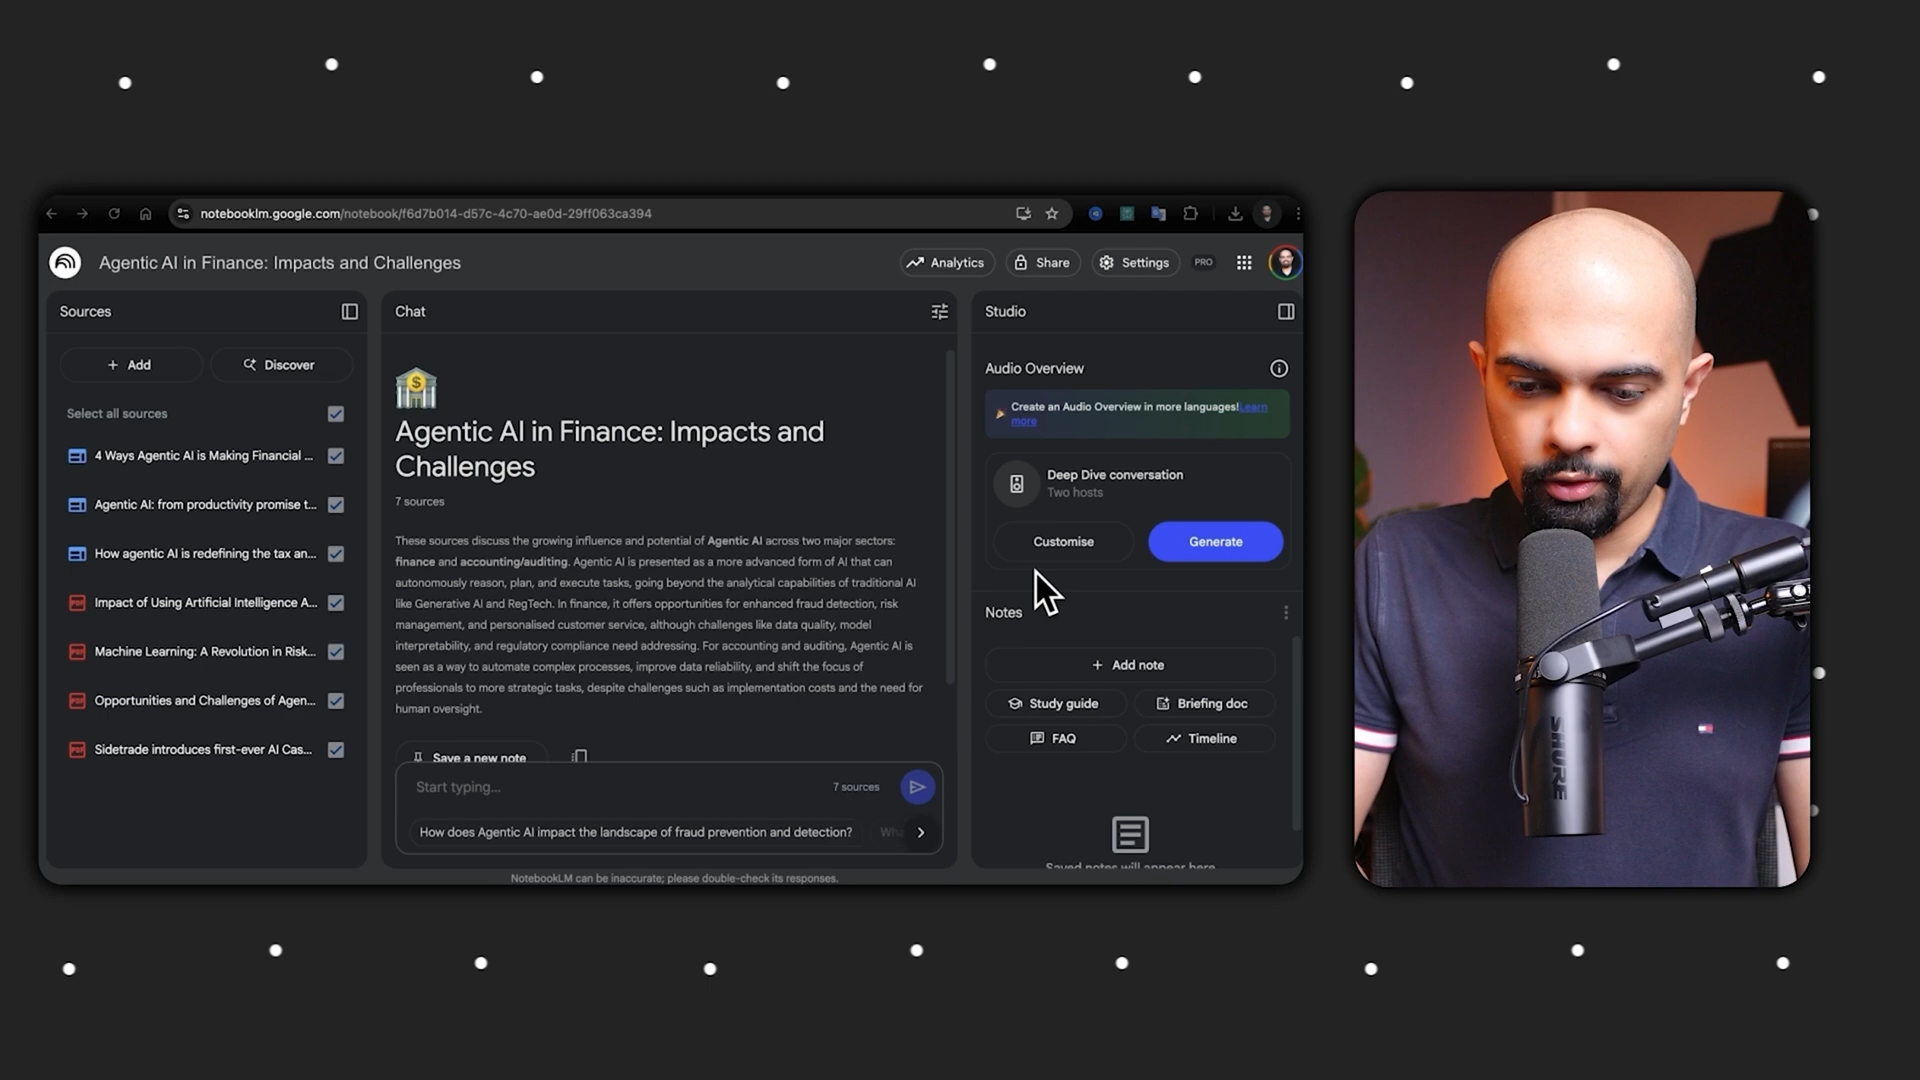 notebooklm.google.com/notebook/f6d7b014-d57c-4c70-ae0d-29ff063ca394
Agentic AI in Finance: Impacts and Challenges
Analytics
Share
Settings
PRO
Sources
Add
Discover
Select all sources
4 Ways Agentic AI is Making Financial ...
Agentic AI: from productivity promise t...
How agentic AI is redefining the tax an...
Impact of Using Artificial Intelligence A...
Machine Learning: A Revolution in Risk...
Opportunities and Challenges of Agen...
Sidetrade introduces first-ever AI Cas...
Chat
Agentic AI in Finance: Impacts and
Challenges
7 sources
These sources discuss the growing influence and potential of Agentic AI across two major sectors:
finance and accounting/auditing. Agentic AI is presented as a more advanced form of AI that can
autonomously reason, plan, and execute tasks, going beyond the analytical capabilities of traditional AI
like Generative AI and RegTech. In finance, it offers opportunities for enhanced fraud detection, risk
management, and personalised customer service, although challenges like data quality, model
interpretability, and regulatory compliance need addressing. For accounting and auditing, Agentic AI is
seen as a way to automate complex processes, improve data reliability, and shift the focus of
professionals to more strategic tasks, despite challenges such as implementation costs and the need for
human oversight.
Save a new note
Start typing...
7 sources
How does Agentic AI impact the landscape of fraud prevention and detection?
NotebookLM can be inaccurate; please double-check its responses.
Studio
Audio Overview
Create an Audio Overview in more languages!Learn
more
Deep Dive conversation
Two hosts
Customise
Generate
Notes
Add note
Study guide
Briefing doc
FAQ
Timeline
Saved notes will appear here
SHURE